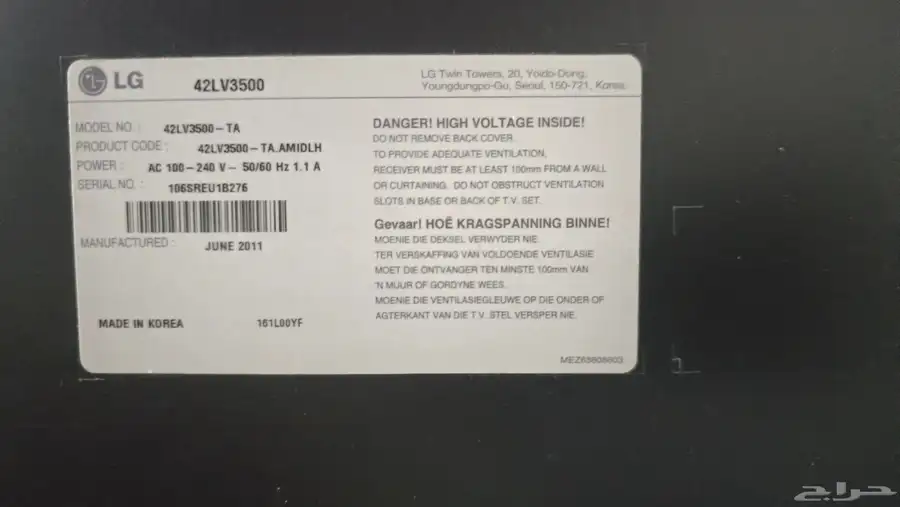 LG
42LV3500
LG Twin Towers, 20, Yoido-Dong,
Youngdungpo-Gu, Seoul, 150-721, Korea.
MODEL NO. : 42LV3500-TA
PRODUCT CODE : 42LV3500-TA.AMIDLH
POWER : AC 100-240 V~ 50/60 Hz 1.1 A
SERIAL NO. : 106SREU1B276
MANUFACTURED : JUNE 2011
MADE IN KOREA 161L00YF
DANGER! HIGH VOLTAGE INSIDE!
DO NOT REMOVE BACK COVER.
TO PROVIDE ADEQUATE VENTILATION,
RECEIVER MUST BE AT LEAST 100mm FROM A WALL
OR CURTAINING. DO NOT OBSTRUCT VENTILATION
SLOTS IN BASE OR BACK OF T.V. SET.
Gevaar! HOË KRAGSPANNING BINNE!
MOENIE DIE DEKSEL VERWYDER NIE.
TER VERSKAFFING VAN VOLDOENDE VENTILASIE
MOET DIE ONTVANGER TEN MINSTE 100mm VAN
'N MUUR OF GORDYNE WEES.
MOENIE DIE VENTILASIEGLEUWE OP DIE ONDER OF
AGTERKANT VAN DIE T.V. STEL VERSPER NIE.
حراج